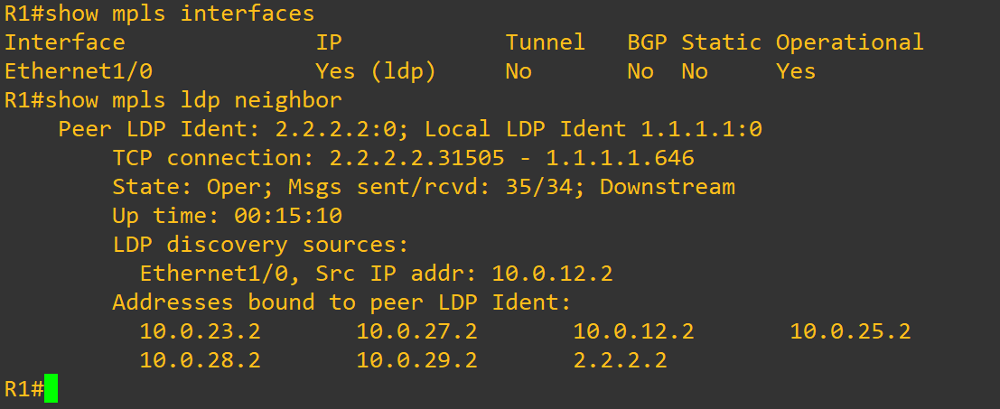 R1#show mpls interfaces
Interface              IP            Tunnel   BGP Static Operational
Ethernet1/0            Yes (ldp)     No       No  No     Yes
R1#show mpls ldp neighbor
    Peer LDP Ident: 2.2.2.2:0; Local LDP Ident 1.1.1.1:0
        TCP connection: 2.2.2.2.31505 - 1.1.1.1.646
        State: Oper; Msgs sent/rcvd: 35/34; Downstream
        Up time: 00:15:10
        LDP discovery sources:
          Ethernet1/0, Src IP addr: 10.0.12.2
        Addresses bound to peer LDP Ident:
          10.0.23.2       10.0.27.2       10.0.12.2       10.0.25.2
          10.0.28.2       10.0.29.2       2.2.2.2
R1#